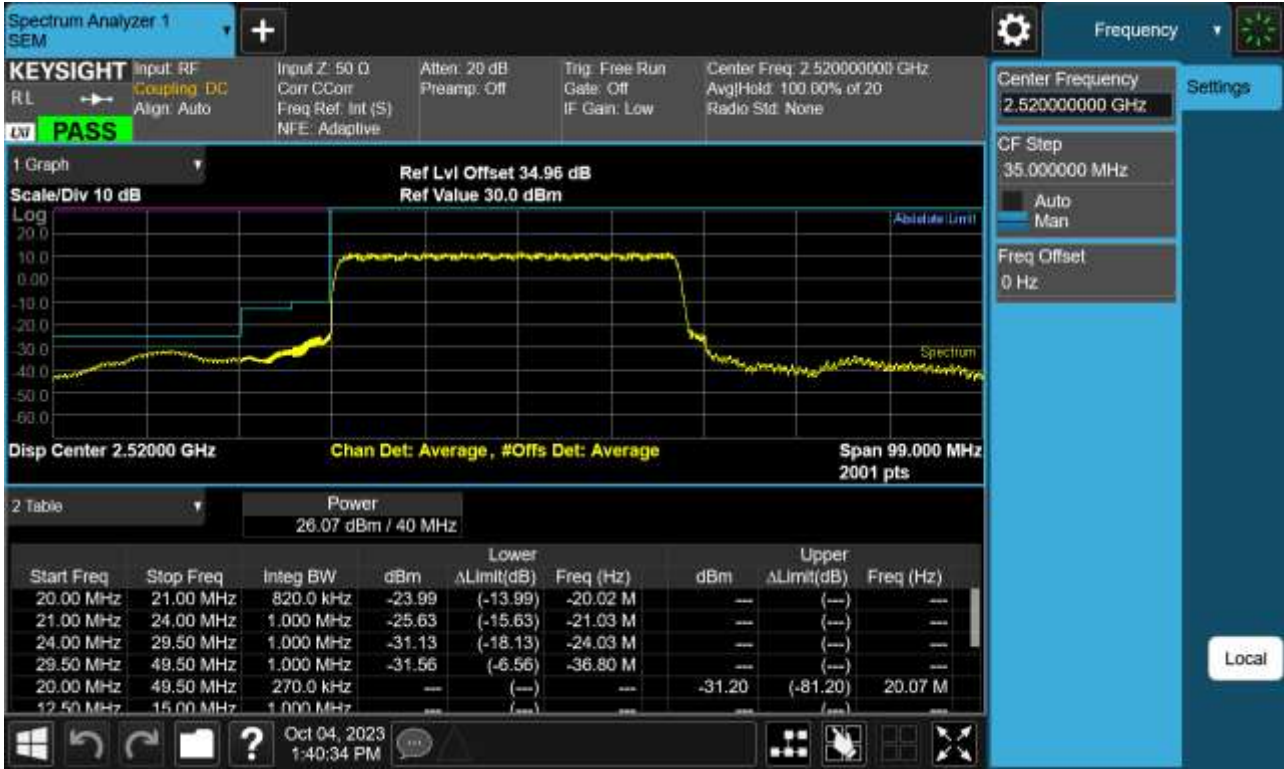 Spectrum Analyzer 1
SEM
+
Frequency
KEYSIGHT
RL
LXI
PASS
Input: RF
Coupling: DC
Align: Auto
Input Z: 50 Ω
Corr CCorr
Freq Ref: Int (S)
NFE: Adaptive
Atten: 20 dB
Preamp: Off
Trig: Free Run
Gate: Off
IF Gain: Low
Center Freq: 2.520000000 GHz
Avg|Hold: 100.00% of 20
Radio Std: None
Center Frequency
2.520000000 GHz
Settings
CF Step
35.000000 MHz
Auto
Man
Freq Offset
0 Hz
Local
1 Graph
Scale/Div 10 dB
Ref Lvl Offset 34.96 dB
Ref Value 30.0 dBm
Log
20.0
10.0
0.00
-10.0
-20.0
-30.0
-40.0
-50.0
-60.0
Absolute Limit
Spectrum
Disp Center 2.52000 GHz
Chan Det: Average, #Offs Det: Average
Span 99.000 MHz
2001 pts
2 Table
Power
26.07 dBm / 40 MHz
Lower Upper
Start Freq Stop Freq Integ BW dBm ΔLimit(dB) Freq (Hz) dBm ΔLimit(dB) Freq (Hz)
20.00 MHz 21.00 MHz 820.0 kHz -23.99 (-13.99) -20.02 M --- (---) ---
21.00 MHz 24.00 MHz 1.000 MHz -25.63 (-15.63) -21.03 M --- (---) ---
24.00 MHz 29.50 MHz 1.000 MHz -31.13 (-18.13) -24.03 M --- (---) ---
29.50 MHz 49.50 MHz 1.000 MHz -31.56 (-6.56) -36.80 M --- (---) ---
20.00 MHz 49.50 MHz 270.0 kHz --- (---) --- -31.20 (-81.20) 20.07 M
12.50 MHz 15.00 MHz 1.000 MHz --- (---) --- --- (---) ---
?
Oct 04, 2023
1:40:34 PM